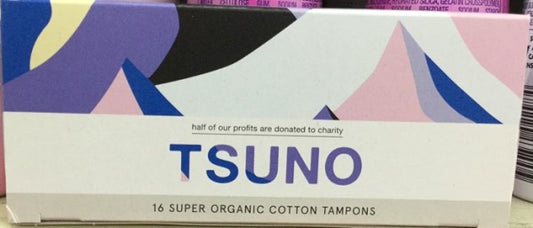 half of our profits are donated to charity
TSUNO
16 SUPER ORGANIC COTTON TAMPONS